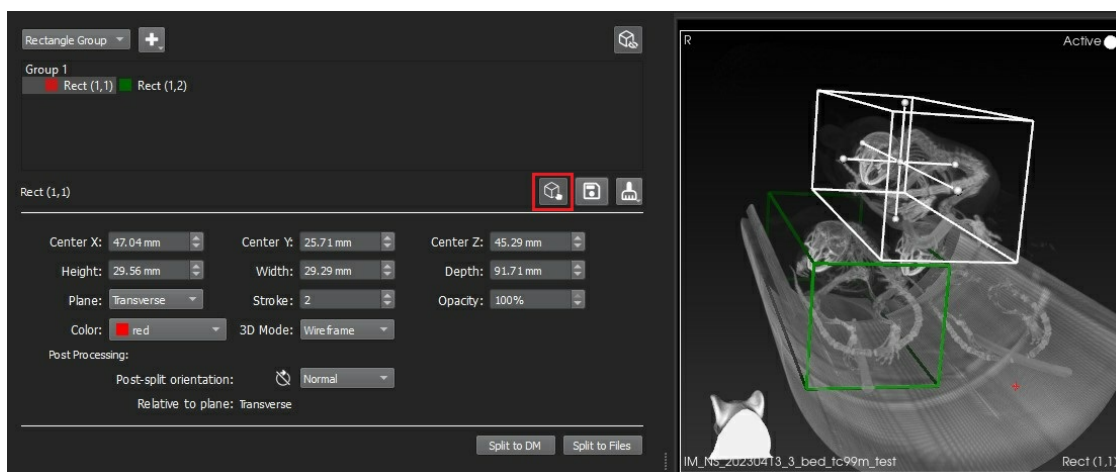 Rectangle Group
Group 1
Rect (1,1) Rect (1,2)
Rect (1,1)
Center X: 47.04 mm Center Y: 25.71 mm Center Z: 45.29 mm
Height: 29.56 mm Width: 29.29 mm Depth: 91.71 mm
Plane: Transverse Stroke: 2 Opacity: 100%
Color: red 3D Mode: Wireframe
Post Processing:
Post-split orientation: Normal
Relative to plane: Transverse
Split to DM Split to Files
R Active
IM_NS_20230413_3_bed_tc99m_test Rect (1,1)